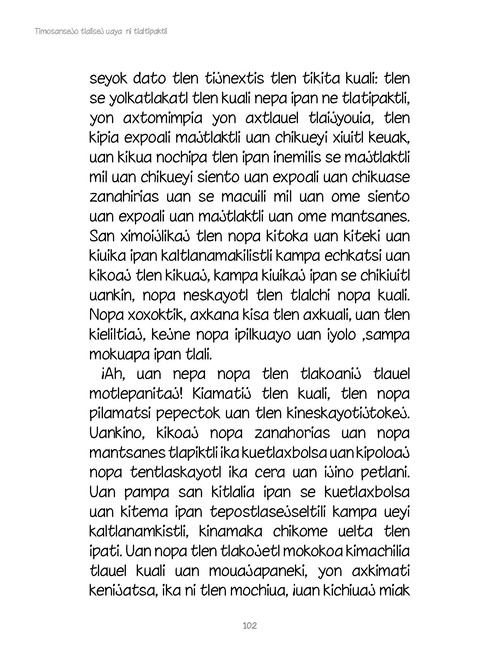 Timosansejo tlalisej uaya ni tlaltipaktli
seyok dato tlen tijnextis tlen tikita kuali: tlen
se yolkatlakatl tlen kuali nepa ipan ne tlatipaktli,
yon axtomimpia yon axtlauel tlaijyouia, tlen
kipia expoali majtlaktli uan chikueyi xiuitl keuak,
uan kikua nochipa tlen ipan inemilis se majtlaktli
mil uan chikueyi siento uan expoali uan chikuase
zanahirias uan se macuili mil uan ome siento
uan expoali uan majtlaktli uan ome mantsanes.
San ximoijlikaj tlen nopa kitoka uan kiteki uan
kiuika ipan kaltlanamakilistli kampa echkatsi uan
kikoaj tlen kikuaj, kampa kiuikaj ipan se chikiuitl
uankin, nopa neskayotl tlen tlalchi nopa kuali.
Nopa xoxoktik, axkana kisa tlen axkuali, uan tlen
kieliltiaj, kejne nopa ipilkuayo uan iyolo ,sampa
mokuapa ipan tlali.
¡Ah, uan nepa nopa tlen tlakoanij tlauel
motlepanitaj! Kiamatij tlen kuali, tlen nopa
pilamatsi pepectok uan tlen kineskayotijtokej.
Uankino, kikoaj nopa zanahorias uan nopa
mantsanes tlapiktli ika kuetlaxbolsa uan kipoloaj
nopa tentlaskayotl ika cera uan ijino petlani.
Uan pampa san kitlalia ipan se kuetlaxbolsa
uan kitema ipan tepostlasejseltili kampa ueyi
kaltlanamkistli, kinamaka chikome uelta tlen
ipati. Uan nopa tlen tlakojetl mokokoa kimachilia
tlauel kuali uan mouajapaneki, yon axkimati
kenijatsa, ika ni tlen mochiua, juan kichiuaj miak
102